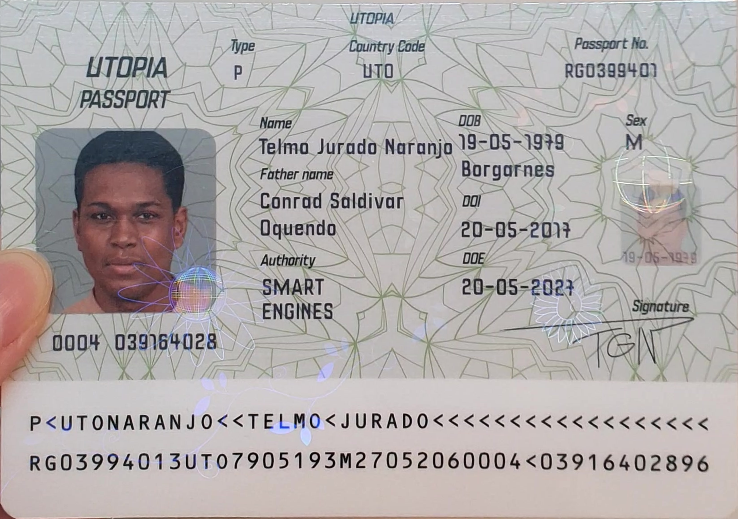 UTOPIA
UTOPIA
PASSPORT
Type
P
Country Code
UTO
Passport No.
RG0399401
Name
Telmo Jurado Naranjo
DOB
19-05-1979
Borgarnes
Sex
M
Father name
Conrad Saldivar
Oquendo
DOI
20-05-2017
Authority
SMART
ENGINES
DOE
20-05-2027
19-05-1979
Signature
TGN
0004 039164028
P<UTONARANJO<<TELMO<JURADO<<<<<<<<<<<<<<<<<<
RG03994013UTO7905193M27052060004<03916402896